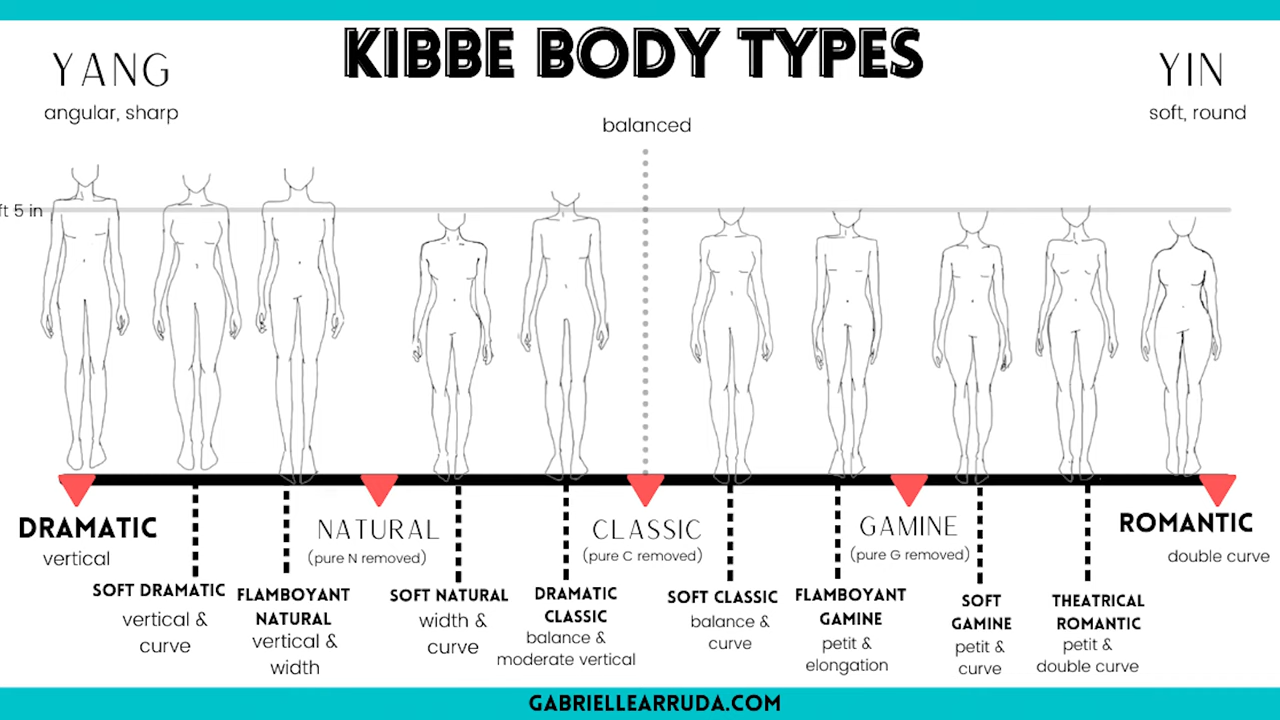 KIBBE BODY TYPES
YANG
angular, sharp
YIN
soft, round
balanced
ft 5 in
DRAMATIC
vertical
SOFT DRAMATIC
vertical &
curve
FLAMBOYANT
NATURAL
vertical &
width
NATURAL
(pure N removed)
SOFT NATURAL
width &
curve
DRAMATIC
CLASSIC
balance &
moderate vertical
CLASSIC
(pure C removed)
SOFT CLASSIC
balance &
curve
FLAMBOYANT
GAMINE
petit &
elongation
GAMINE
(pure G removed)
SOFT
GAMINE
petit &
curve
THEATRICAL
ROMANTIC
petit &
double curve
ROMANTIC
double curve
GABRIELLEARRUDA.COM